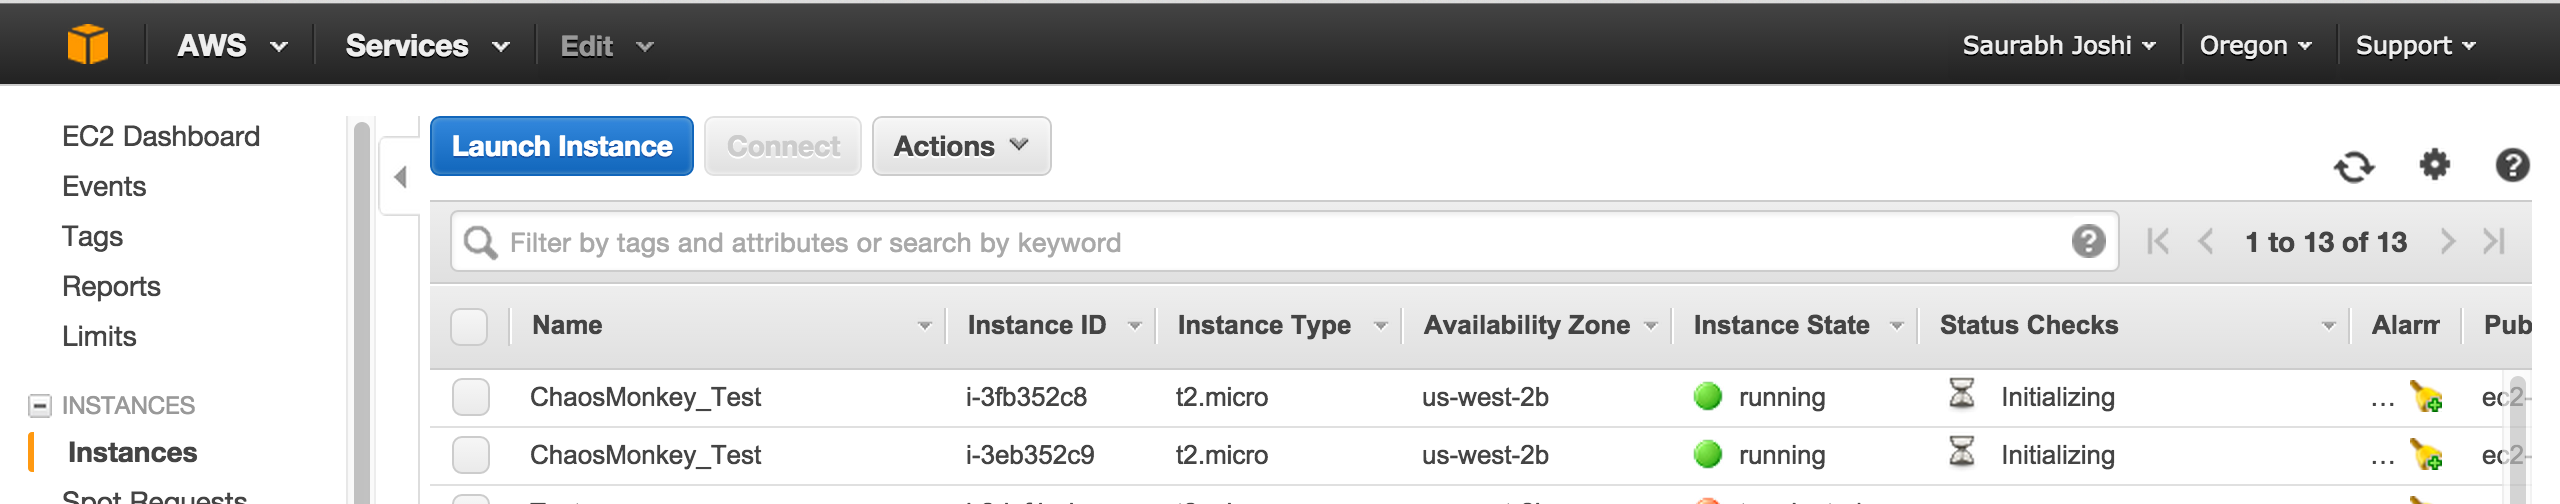 AWS Services Edit Saurabh Joshi Oregon Support
EC2 Dashboard
Events
Tags
Reports
Limits
INSTANCES
Instances
Spot Requests
Launch Instance Connect Actions
Filter by tags and attributes or search by keyword 1 to 13 of 13
Name Instance ID Instance Type Availability Zone Instance State Status Checks Alarm Pub
ChaosMonkey_Test i-3fb352c8 t2.micro us-west-2b running Initializing ... ec2-
ChaosMonkey_Test i-3eb352c9 t2.micro us-west-2b running Initializing ... ec2-